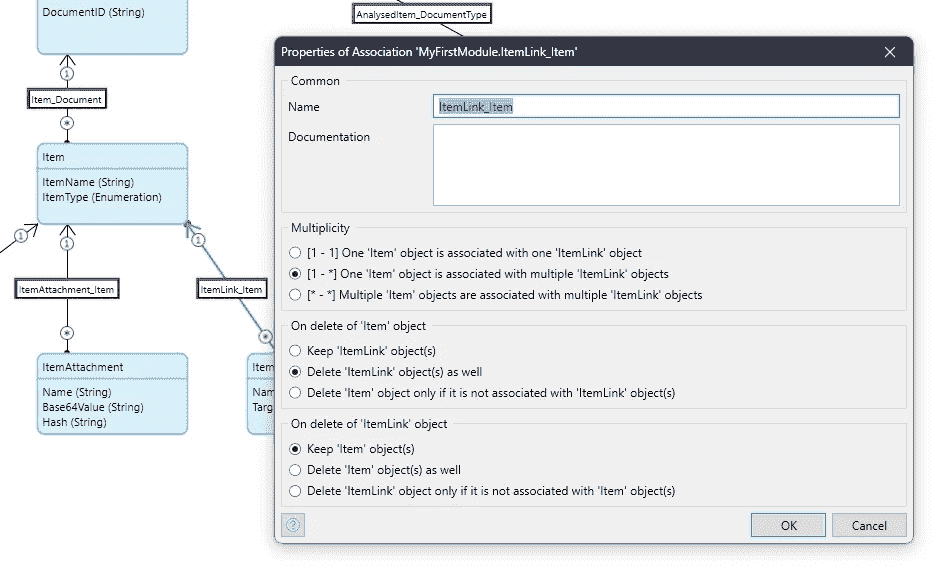 DocumentID (String)
AnalysedItem_DocumentType
1
Item_Document
*
Item
ItemName (String)
ItemType (Enumeration)
1
1
1
ItemAttachment_Item
ItemLink_Item
*
*
ItemAttachment
Name (String)
Base64Value (String)
Hash (String)
Item
Properties of Association 'MyFirstModule.ItemLink_Item'
Common
Name
ItemLink_Item
Documentation
Multiplicity
[1 - 1] One 'Item' object is associated with one 'ItemLink' object
[1 - *] One 'Item' object is associated with multiple 'ItemLink' objects
[* - *] Multiple 'Item' objects are associated with multiple 'ItemLink' objects
On delete of 'Item' object
Keep 'ItemLink' object(s)
Delete 'ItemLink' object(s) as well
Delete 'Item' object only if it is not associated with 'ItemLink' object(s)
On delete of 'ItemLink' object
Keep 'Item' object(s)
Delete 'Item' object(s) as well
Delete 'ItemLink' object only if it is not associated with 'Item' object(s)
?
OK
Cancel